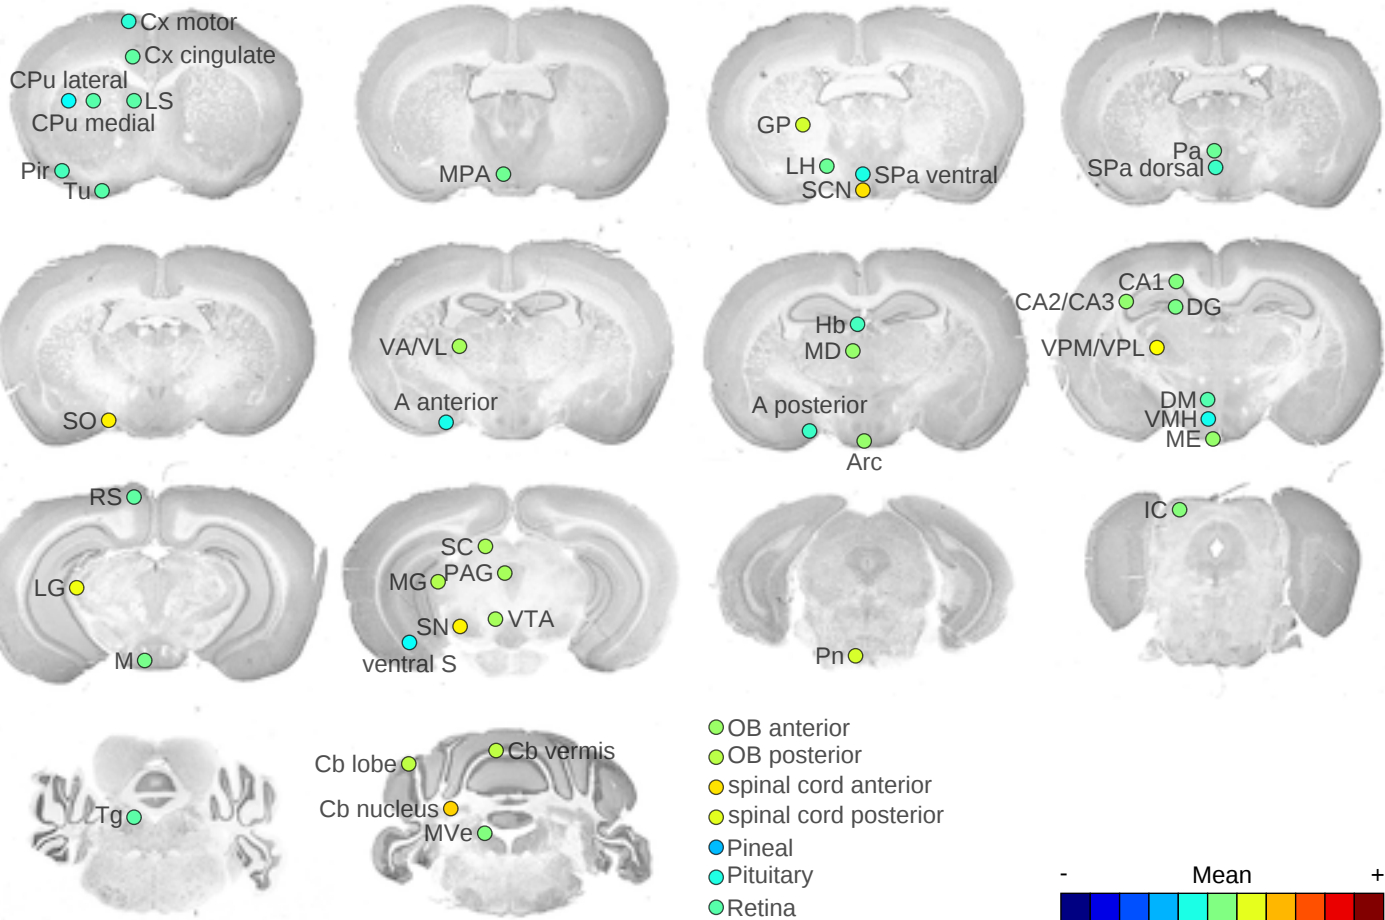 Cx motor
Cx cingulate
CPu lateral
LS
CPu medial
Pir
Tu
MPA
GP
LH
SPa ventral
SCN
Pa
SPa dorsal
SO
VA/VL
A anterior
Hb
MD
A posterior
Arc
CA1
CA2/CA3
DG
VPM/VPL
DM
VMH
ME
RS
LG
M
SC
MG
PAG
SN
VTA
ventral S
Pn
IC
Tg
Cb lobe
Cb vermis
Cb nucleus
MVe
OB anterior
OB posterior
spinal cord anterior
spinal cord posterior
Pineal
Pituitary
Retina
- Mean +